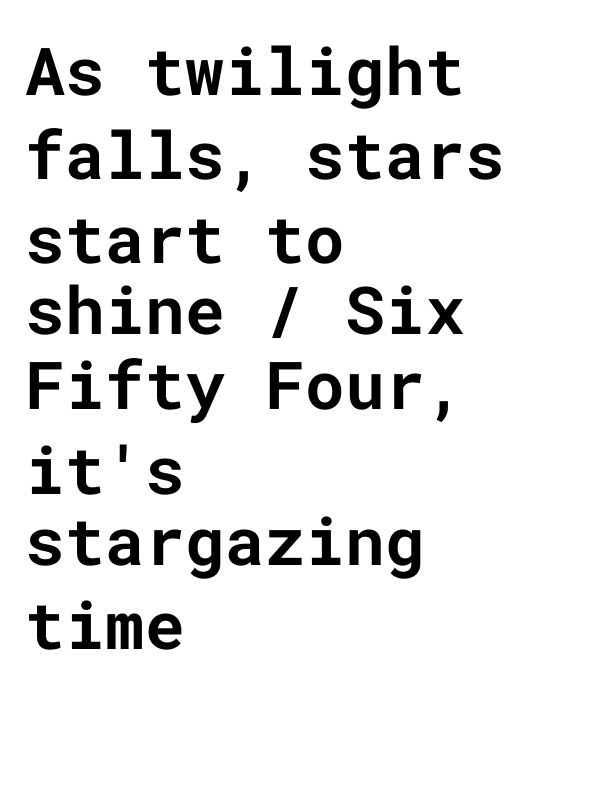 As twilight
falls, stars
start to
shine / Six
Fifty Four,
it's
stargazing
time